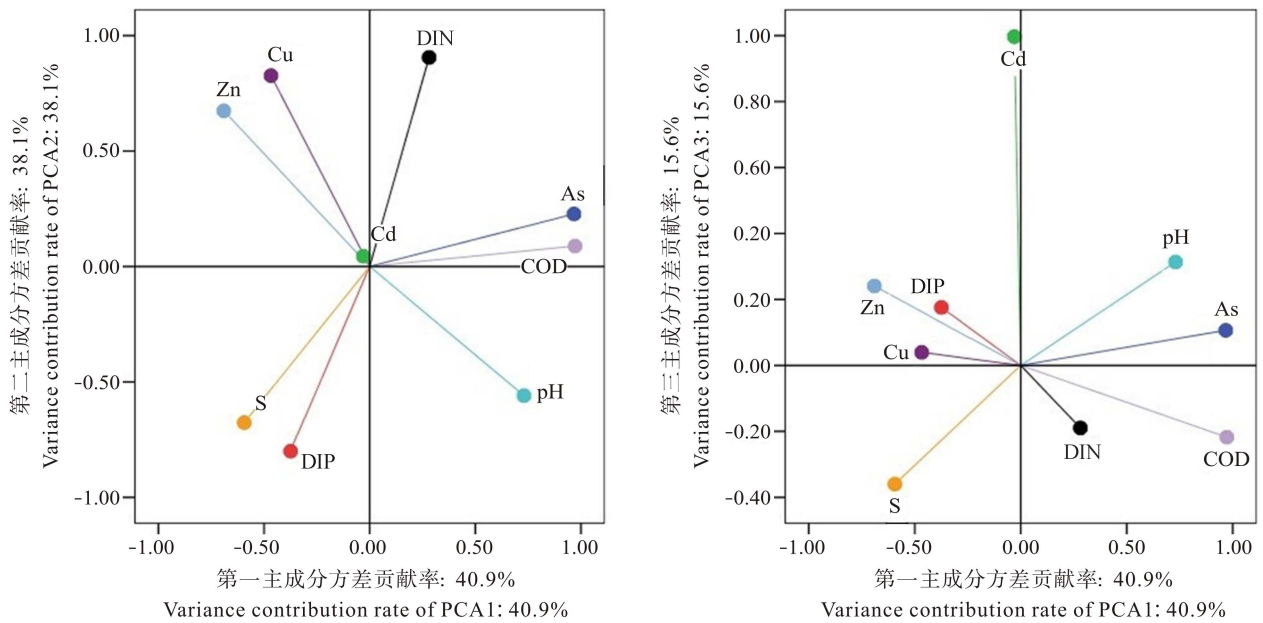 第二主成分方差贡献率: 38.1%
Variance contribution rate of PCA2: 38.1%
1.00
0.50
0.00
-0.50
-1.00
Cu
DIN
Zn
As
Cd
COD
S
pH
DIP
-1.00 -0.50 0.00 0.50 1.00
第一主成分方差贡献率: 40.9%
Variance contribution rate of PCA1: 40.9%
第三主成分方差贡献率: 15.6%
Variance contribution rate of PCA3: 15.6%
1.00
0.80
0.60
0.20
0.20
0.00
-0.20
-0.40
Cd
pH
DIP
Zn
As
Cu
DIN
COD
S
-1.00 -0.50 0.00 0.50 1.00
第一主成分方差贡献率: 40.9%
Variance contribution rate of PCA1: 40.9%